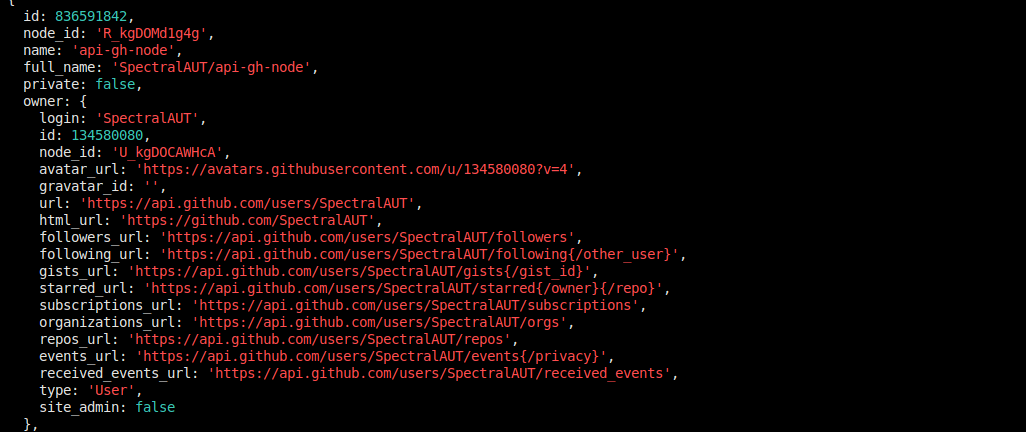 {
id: 836591842,
node_id: 'R_kgDOMd1g4g',
name: 'api-gh-node',
full_name: 'SpectralAUT/api-gh-node',
private: false,
owner: {
login: 'SpectralAUT',
id: 134580080,
node_id: 'U_kgDOCAWHcA',
avatar_url: 'https://avatars.githubusercontent.com/u/134580080?v=4',
gravatar_id: '',
url: 'https://api.github.com/users/SpectralAUT',
html_url: 'https://github.com/SpectralAUT',
followers_url: 'https://api.github.com/users/SpectralAUT/followers',
following_url: 'https://api.github.com/users/SpectralAUT/following{/other_user}',
gists_url: 'https://api.github.com/users/SpectralAUT/gists{/gist_id}',
starred_url: 'https://api.github.com/users/SpectralAUT/starred{/owner}{/repo}',
subscriptions_url: 'https://api.github.com/users/SpectralAUT/subscriptions',
organizations_url: 'https://api.github.com/users/SpectralAUT/orgs',
repos_url: 'https://api.github.com/users/SpectralAUT/repos',
events_url: 'https://api.github.com/users/SpectralAUT/events{/privacy}',
received_events_url: 'https://api.github.com/users/SpectralAUT/received_events',
type: 'User',
site_admin: false
},